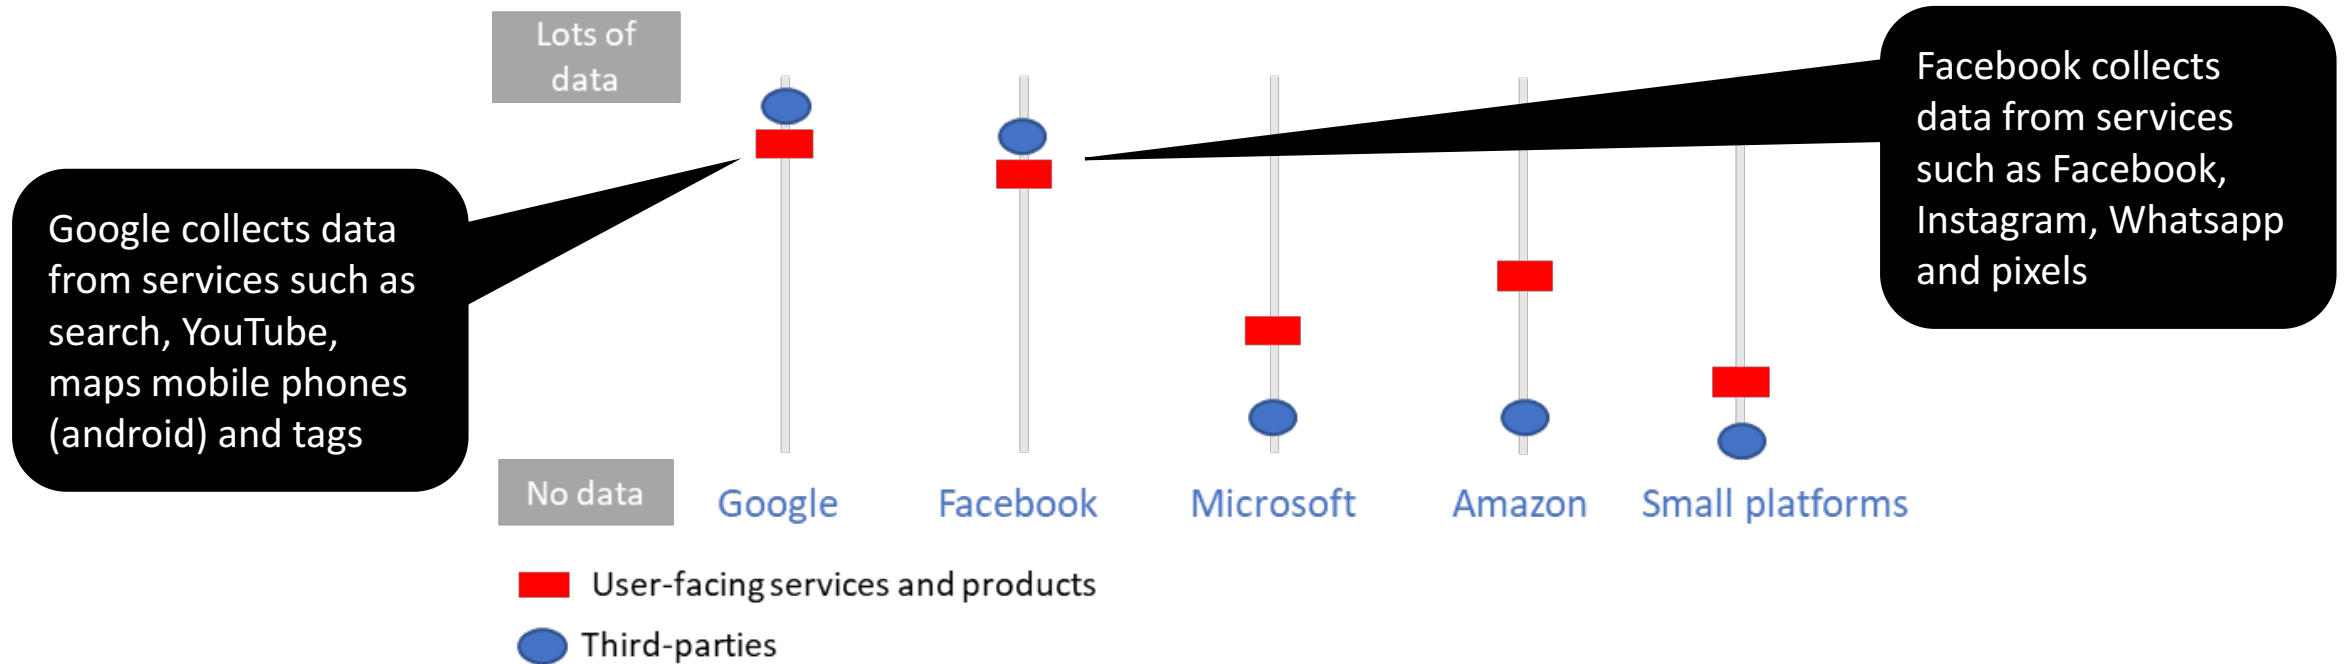 Lots of
data
Google collects data
from services such as
search, YouTube,
maps mobile phones
(android) and tags
Facebook collects
data from services
such as Facebook,
Instagram, Whatsapp
and pixels
No data
Google
Facebook
Microsoft
Amazon
Small platforms
User-facing services and products
Third-parties